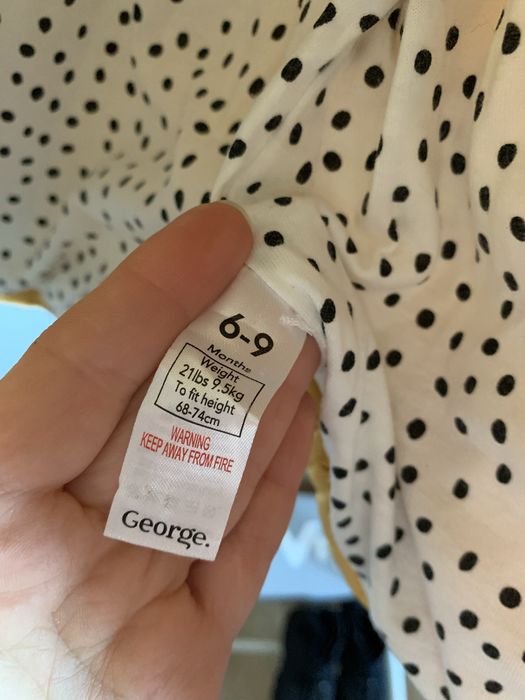 6-9
Months
Weight
21lbs 9.5kg
To fit height
68-74cm
WARNING
KEEP AWAY FROM FIRE
George.